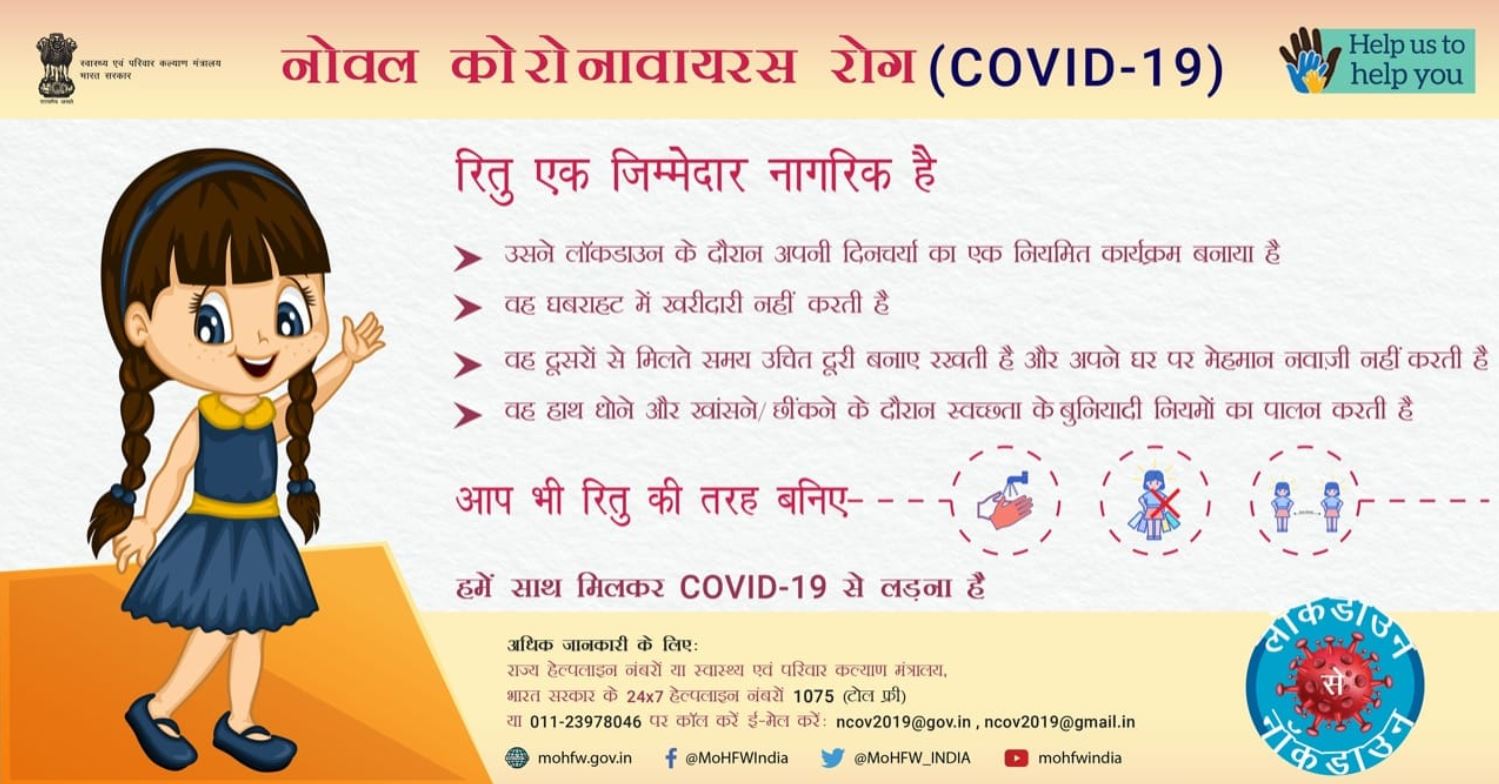 स्वास्थ्य एवं परिवार कल्याण मंत्रालय
भारत सरकार
सत्यमेव जयते
नोवल कोरोनावायरस रोग (COVID-19)
Help us to
help you
रितु एक जिम्मेदार नागरिक है
उसने लॉकडाउन के दौरान अपनी दिनचर्या का एक नियमित कार्यक्रम बनाया है
वह घबराहट में खरीदारी नहीं करती है
वह दूसरों से मिलते समय उचित दूरी बनाए रखती है और अपने घर पर मेहमान नवाज़ी नहीं करती है
वह हाथ धोने और खांसने/ छींकने के दौरान स्वच्छता के बुनियादी नियमों का पालन करती है
आप भी रितु की तरह बनिए
हमें साथ मिलकर COVID-19 से लड़ना है
अधिक जानकारी के लिए:
राज्य हेल्पलाइन नंबरों या स्वास्थ्य एवं परिवार कल्याण मंत्रालय,
भारत सरकार के 24x7 हेल्पलाइन नंबरों 1075 (टोल फ्री)
या 011-23978046 पर कॉल करें ई-मेल करें: ncov2019@gov.in , ncov2019@gmail.in
mohfw.gov.in @MoHFWIndia @MoHFW_INDIA mohfwindia
लॉकडाउन
से
नॉकडाउन